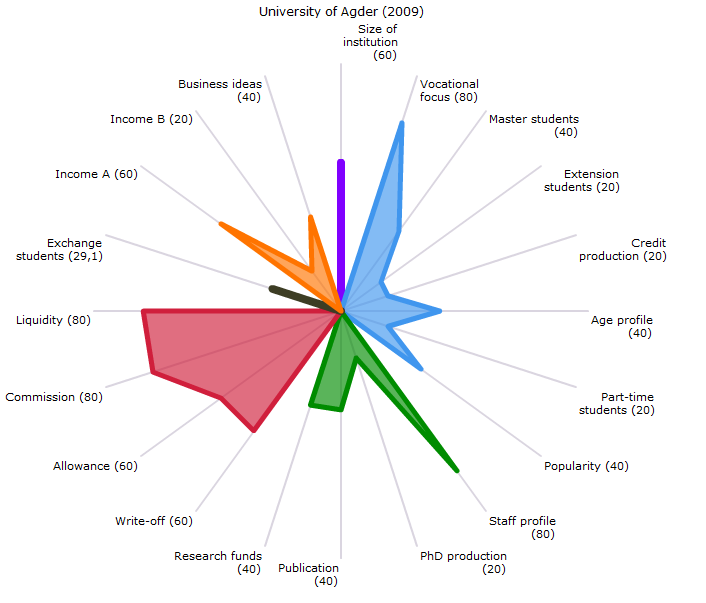 University of Agder (2009)
Size of
institution
(60)
Vocational
focus (80)
Master students
(40)
Extension
students (20)
Credit
production (20)
Age profile
(40)
Part-time
students (20)
Popularity (40)
Staff profile
(80)
PhD production
(20)
Publication
(40)
Research funds
(40)
Write-off (60)
Allowance (60)
Commission (80)
Liquidity (80)
Exchange
students (29,1)
Income A (60)
Income B (20)
Business ideas
(40)